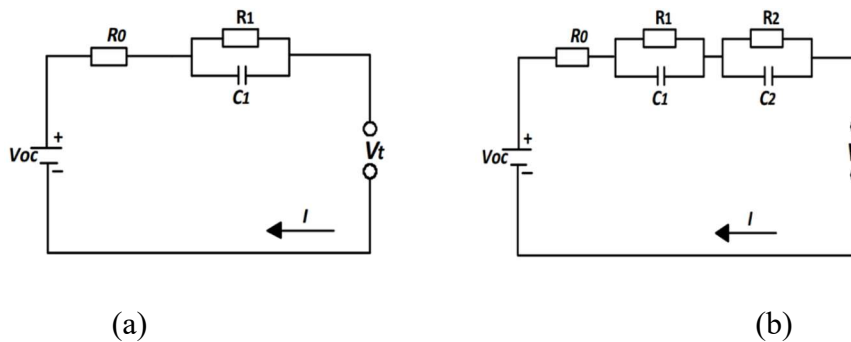 R1
R0
C1
Voc
+
−
Vt
I
(a)
R1
R2
R0
C1
C2
Voc
+
−
I
(b)